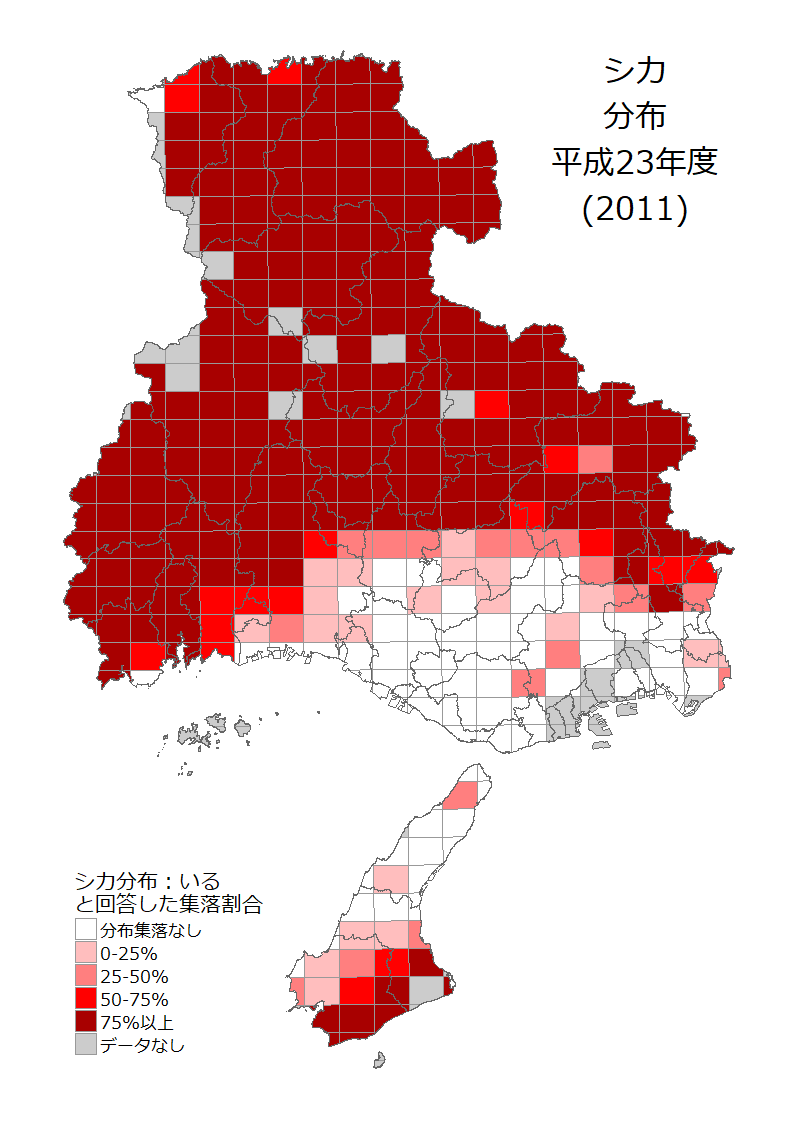 シカ
分布
平成23年度
(2011)
シカ分布：いる
と回答した集落割合
分布集落なし
0-25%
25-50%
50-75%
75%以上
データなし